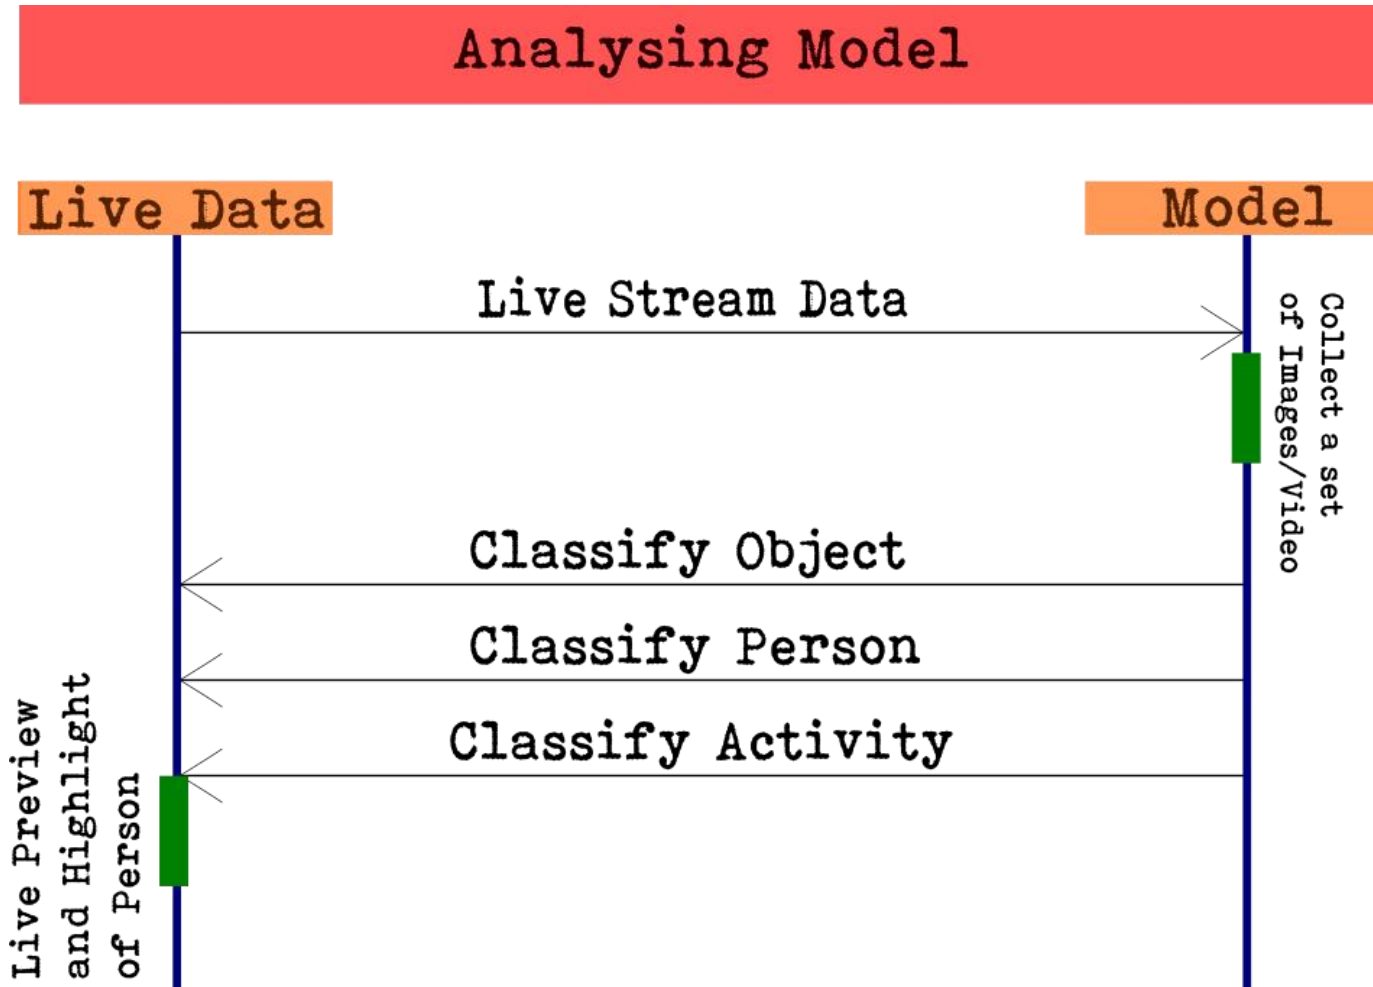 Analysing Model
Live Data
Model
Live Stream Data
Collect a set
of Images/Video
Classify Object
Classify Person
Classify Activity
Live Preview
and Highlight
of Person